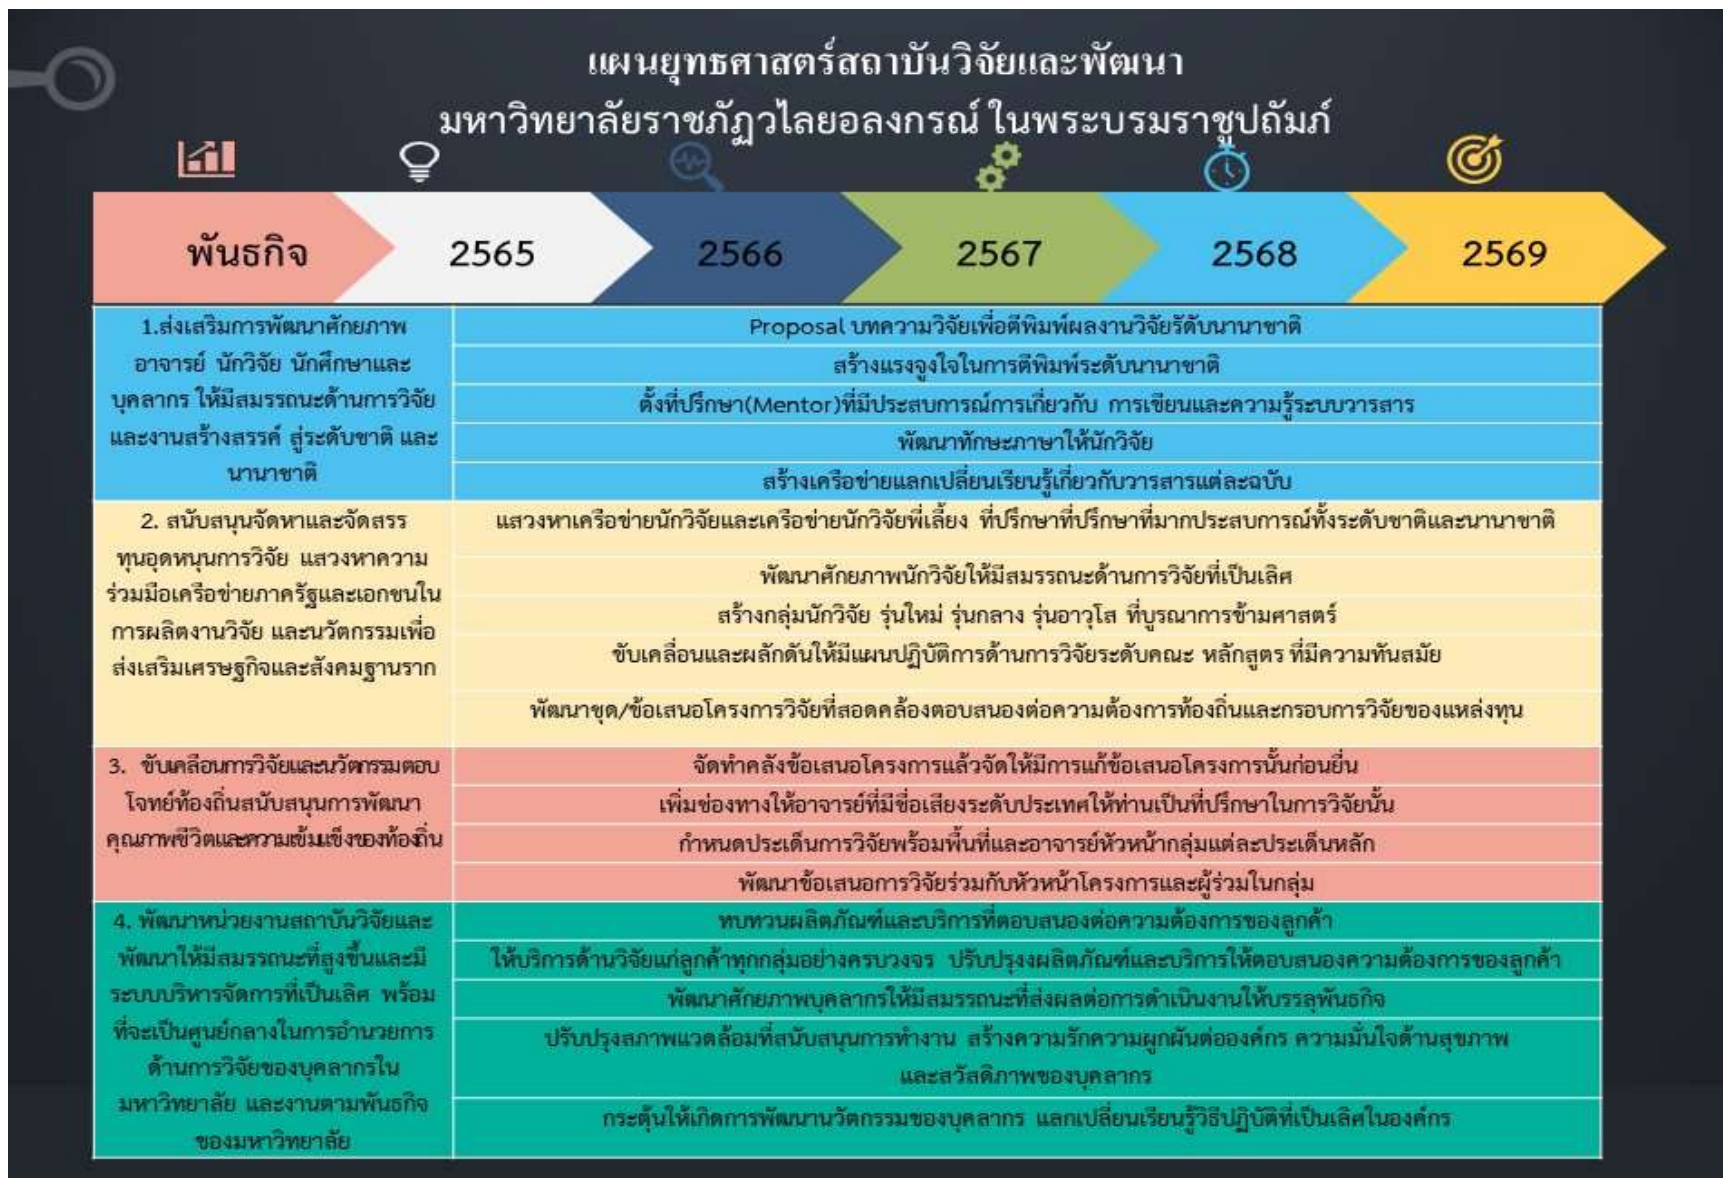 แผนยุทธศาสตร์สถาบันวิจัยและพัฒนา
มหาวิทยาลัยราชภัฏวไลยอลงกรณ์ ในพระบรมราชูปถัมภ์
พันธกิจ
2565
2566
2567
2568
2569
1.ส่งเสริมการพัฒนาศักยภาพ
อาจารย์ นักวิจัย นักศึกษาและ
บุคลากร ให้มีสมรรถนะด้านการวิจัย
และงานสร้างสรรค์ สู่ระดับชาติ และ
นานาชาติ
Proposal บทความวิจัยเพื่อตีพิมพ์ผลงานวิจัยรัดับนานาชาติ
สร้างแรงจูงใจในการตีพิมพ์ระดับนานาชาติ
ตั้งที่ปรึกษา(Mentor)ที่มีประสบการณ์การเกี่ยวกับ การเขียนและความรู้ระบบวารสาร
พัฒนาทักษะภาษาให้นักวิจัย
สร้างเครือข่ายแลกเปลี่ยนเรียนรู้เกี่ยวกับวารสารแต่ละฉบับ
2. สนับสนุนจัดหาและจัดสรร
ทุนอุดหนุนการวิจัย แสวงหาความ
ร่วมมือเครือข่ายภาครัฐและเอกชนใน
การผลิตงานวิจัย และนวัตกรรมเพื่อ
ส่งเสริมเศรษฐกิจและสังคมฐานราก
แสวงหาเครือข่ายนักวิจัยและเครือข่ายนักวิจัยพี่เลี้ยง ที่ปรึกษาที่ปรึกษาที่มากประสบการณ์ทั้งระดับชาติและนานาชาติ
พัฒนาศักยภาพนักวิจัยให้มีสมรรถนะด้านการวิจัยที่เป็นเลิศ
สร้างกลุ่มนักวิจัย รุ่นใหม่ รุ่นกลาง รุ่นอาวุโส ที่บูรณาการข้ามศาสตร์
ขับเคลื่อนและผลักดันให้มีแผนปฏิบัติการด้านการวิจัยระดับคณะ หลักสูตร ที่มีความทันสมัย
พัฒนาชุด/ข้อเสนอโครงการวิจัยที่สอดคล้องตอบสนองต่อความต้องการท้องถิ่นและกรอบการวิจัยของแหล่งทุน
3. ขับเคลือนการวิจัยและนวัตกรรมตอบ
โจทย์ท้องถิ่นสนับสนุนการพัฒนา
คุณภาพชีวิตและความเข้มแข็งของท้องถิ่น
จัดทำคลังข้อเสนอโครงการแล้วจัดให้มีการแก้ข้อเสนอโครงการนั้นก่อนยื่น
เพิ่มช่องทางให้อาจารย์ที่มีชื่อเสียงระดับประเทศให้ท่านเป็นที่ปรึกษาในการวิจัยนั้น
กำหนดประเด็นการวิจัยพร้อมพื้นที่และอาจารย์หัวหน้ากลุ่มแต่ละประเด็นหลัก
พัฒนาข้อเสนอการวิจัยร่วมกับหัวหน้าโครงการและผู้ร่วมในกลุ่ม
4. พัฒนาหน่วยงานสถาบันวิจัยและ
พัฒนาให้มีสมรรถนะที่สูงขึ้นและมี
ระบบบริหารจัดการที่เป็นเลิศ พร้อม
ที่จะเป็นศูนย์กลางในการอำนวยการ
ด้านการวิจัยของบุคลากรใน
มหาวิทยาลัย และงานตามพันธกิจ
ของมหาวิทยาลัย
ทบทวนผลิตภัณฑ์และบริการที่ตอบสนองต่อความต้องการของลูกค้า
ให้บริการด้านวิจัยแก่ลูกค้าทุกกลุ่มอย่างครบวงจร ปรับปรุงงผลิตภัณฑ์และบริการให้ตอบสนองความต้องการของลูกค้า
พัฒนาศักยภาพบุคลากรให้มีสมรรถนะที่ส่งผลต่อการดำเนินงานให้บรรลุพันธกิจ
ปรับปรุงสภาพแวดล้อมที่สนับสนุนการทำงาน สร้างความรักความผูกผันต่อองค์กร ความมั่นใจด้านสุขภาพ
และสวัสดิภาพของบุคลากร
กระตุ้นให้เกิดการพัฒนานวัตกรรมของบุคลากร แลกเปลี่ยนเรียนรู้วิธีปฏิบัติที่เป็นเลิศในองค์กร